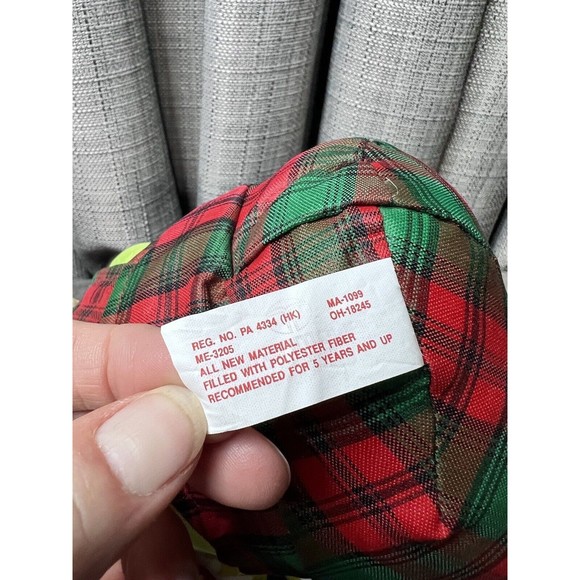 REG. NO. PA 4334 (HK) MA-1099
ME-3205 OH-18245
ALL NEW MATERIAL
FILLED WITH POLYESTER FIBER
RECOMMENDED FOR 5 YEARS AND UP